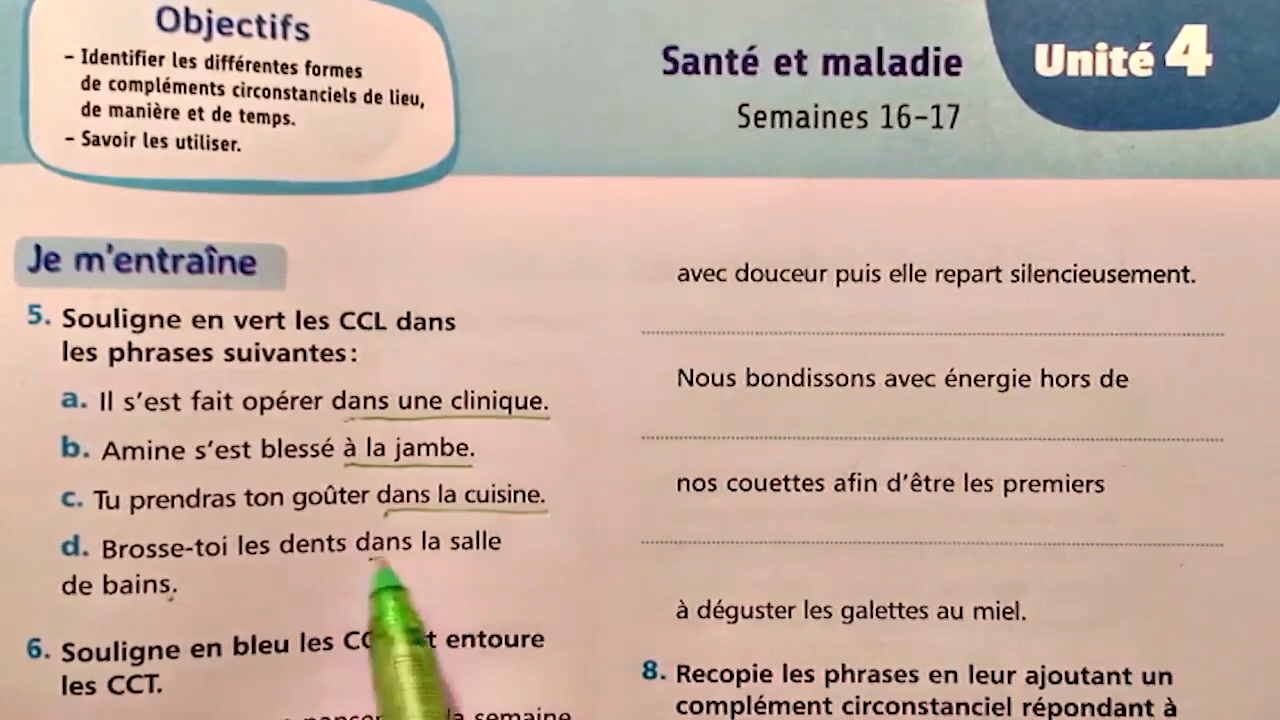 Objectifs
– Identifier les différentes formes
de compléments circonstanciels de lieu,
de manière et de temps.
– Savoir les utiliser.
Santé et maladie
Semaines 16-17
Unité 4
Je m'entraîne
5. Souligne en vert les CCL dans
les phrases suivantes :
a. Il s'est fait opérer dans une clinique.
b. Amine s'est blessé à la jambe.
c. Tu prendras ton goûter dans la cuisine.
d. Brosse-toi les dents dans la salle
de bains.
6. Souligne en bleu les entoure
les CCT.
la semaine
avec douceur puis elle repart silencieusement.
Nous bondissons avec énergie hors de
nos couettes afin d'être les premiers
à déguster les galettes au miel.
8. Recopie les phrases en leur ajoutant un
complément circonstanciel répondant à